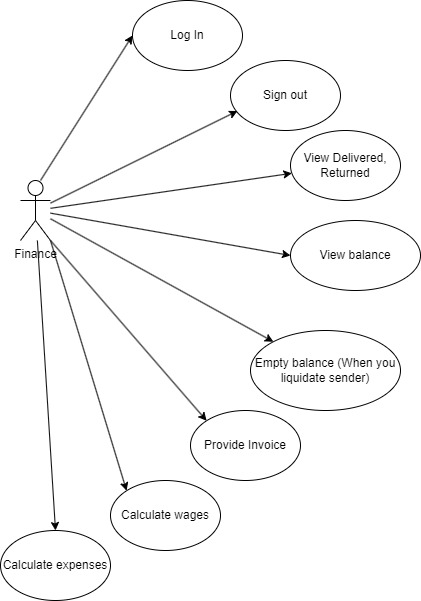 Log In
Sign out
View Delivered,
Returned
Finance
View balance
Empty balance (When you
liquidate sender)
Provide Invoice
Calculate wages
Calculate expenses